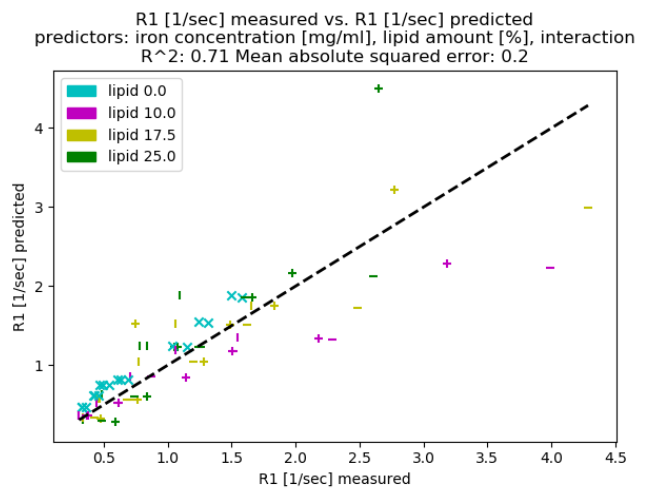 R1 [1/sec] measured vs. R1 [1/sec] predicted
predictors: iron concentration [mg/ml], lipid amount [%], interaction
R^2: 0.71 Mean absolute squared error: 0.2
lipid 0.0
lipid 10.0
lipid 17.5
lipid 25.0
R1 [1/sec] predicted
4
3
2
1
0.5 1.0 1.5 2.0 2.5 3.0 3.5 4.0 4.5
R1 [1/sec] measured